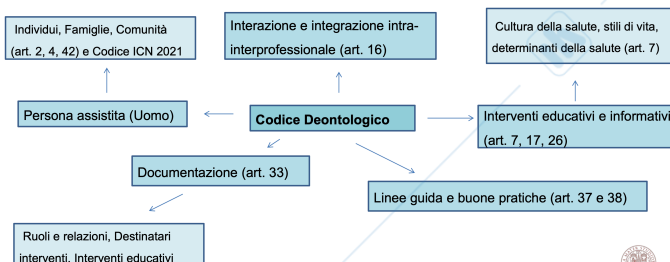 Individui, Famiglie, Comunità
(art. 2, 4, 42) e Codice ICN 2021
Interazione e integrazione intra-
interprofessionale (art. 16)
Cultura della salute, stili di vita,
determinanti della salute (art. 7)
Persona assistita (Uomo)
Codice Deontologico
Interventi educativi e informativi
(art. 7, 17, 26)
Documentazione (art. 33)
Linee guida e buone pratiche (art. 37 e 38)
Ruoli e relazioni, Destinatari
interventi, Interventi educativi